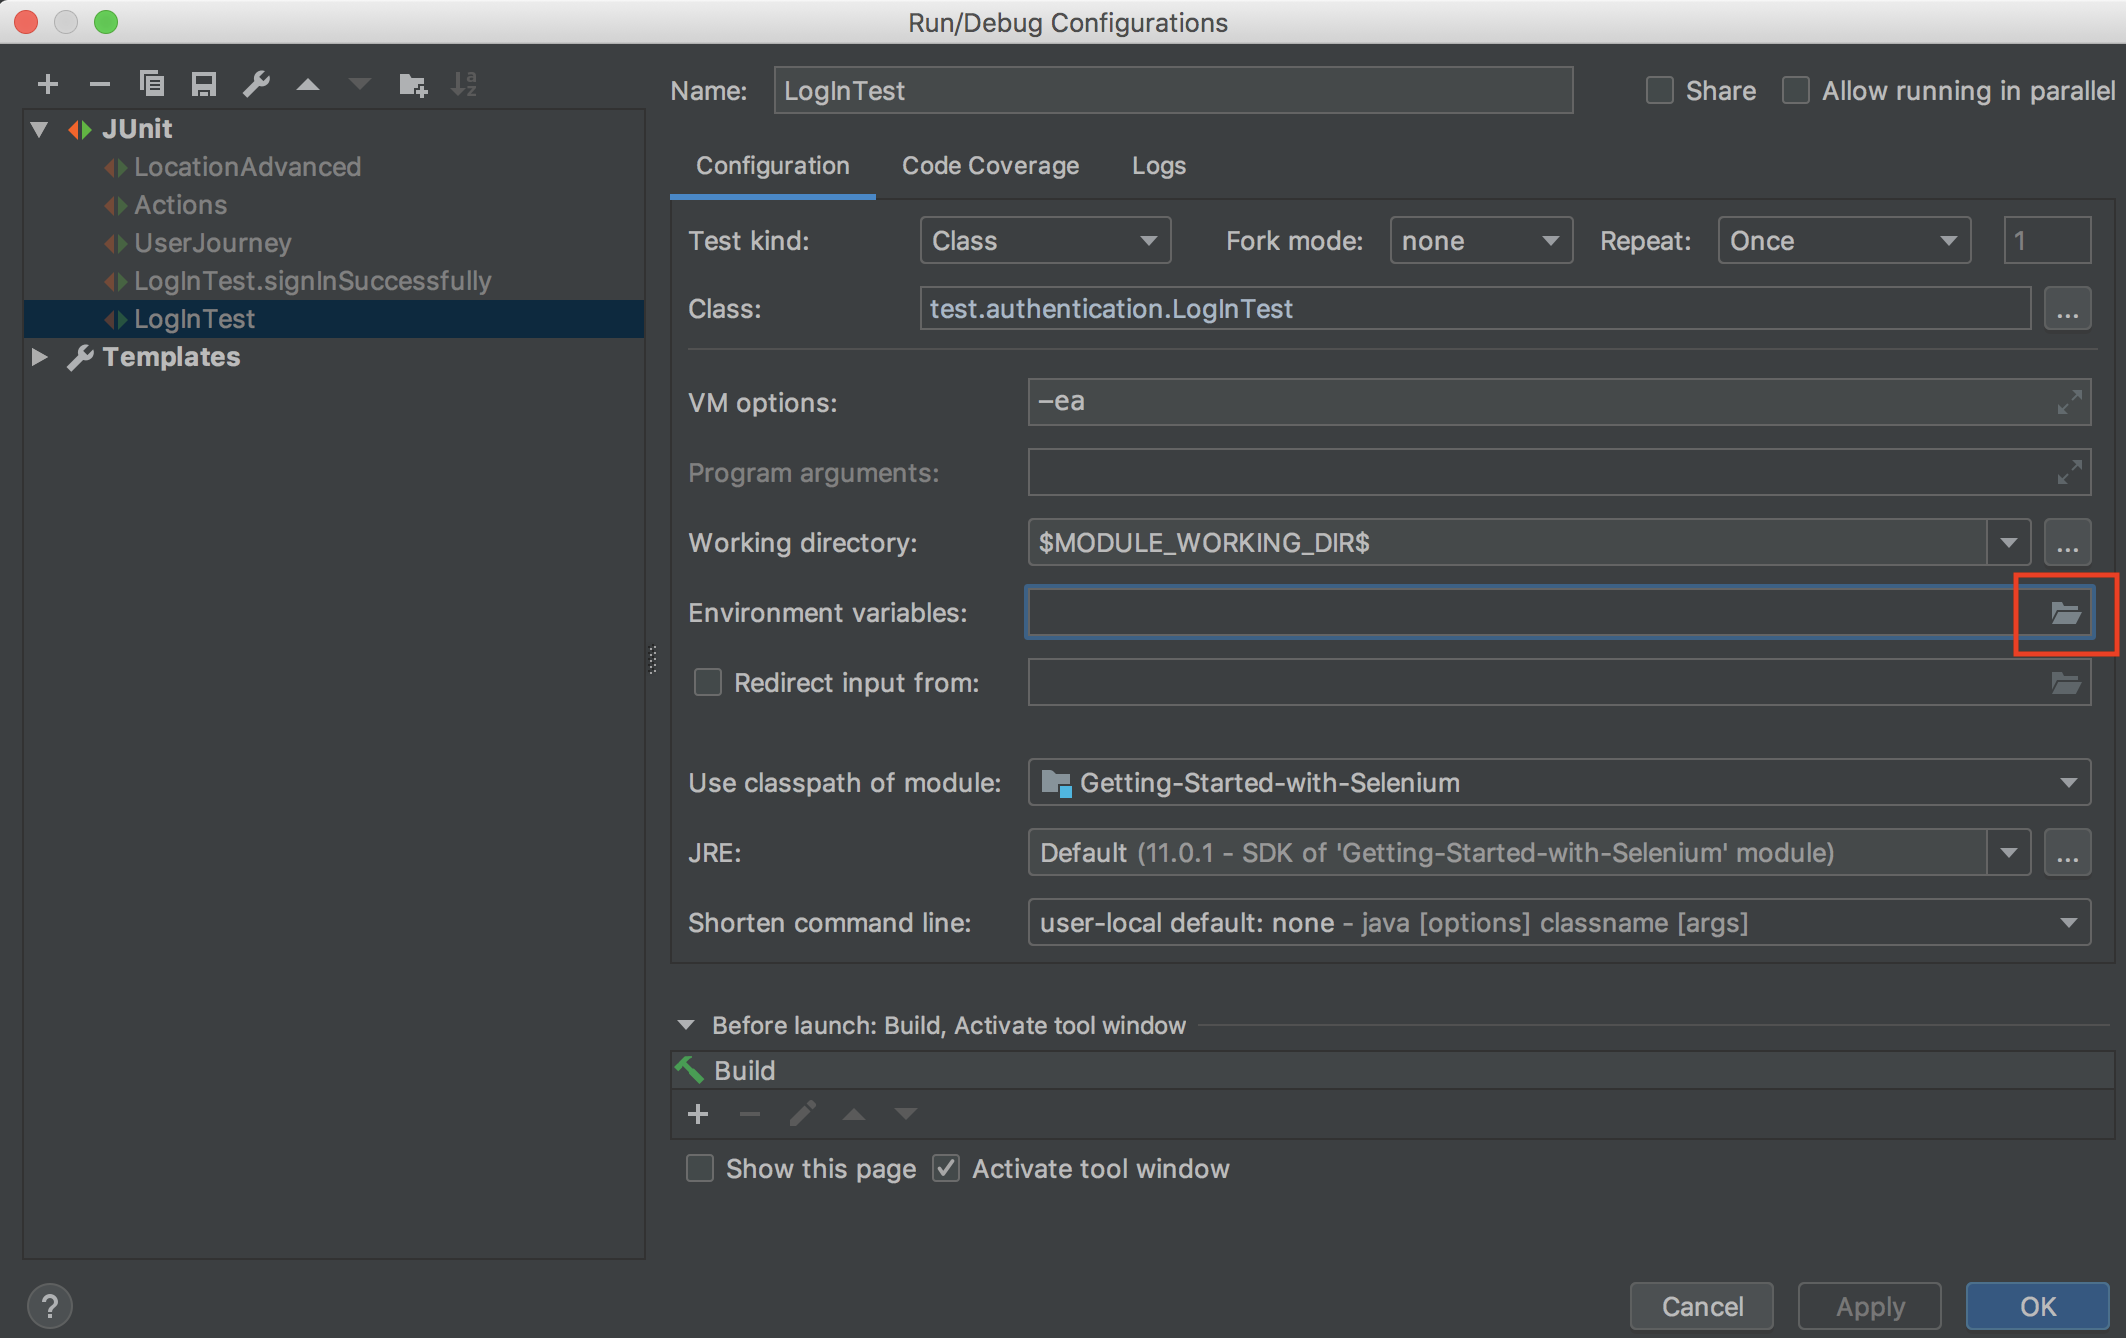 Run/Debug Configurations
JUnit
LocationAdvanced
Actions
UserJourney
LogInTest.signInSuccessfully
LogInTest
Templates
Name: LogInTest Share Allow running in parallel
Configuration Code Coverage Logs
Test kind: Class Fork mode: none Repeat: Once 1
Class: test.authentication.LogInTest ...
VM options: -ea
Program arguments:
Working directory: $MODULE_WORKING_DIR$ ...
Environment variables:
Redirect input from:
Use classpath of module: Getting-Started-with-Selenium
JRE: Default (11.0.1 - SDK of 'Getting-Started-with-Selenium' module) ...
Shorten command line: user-local default: none - java [options] classname [args]
Before launch: Build, Activate tool window
Build
Show this page Activate tool window
? Cancel Apply OK